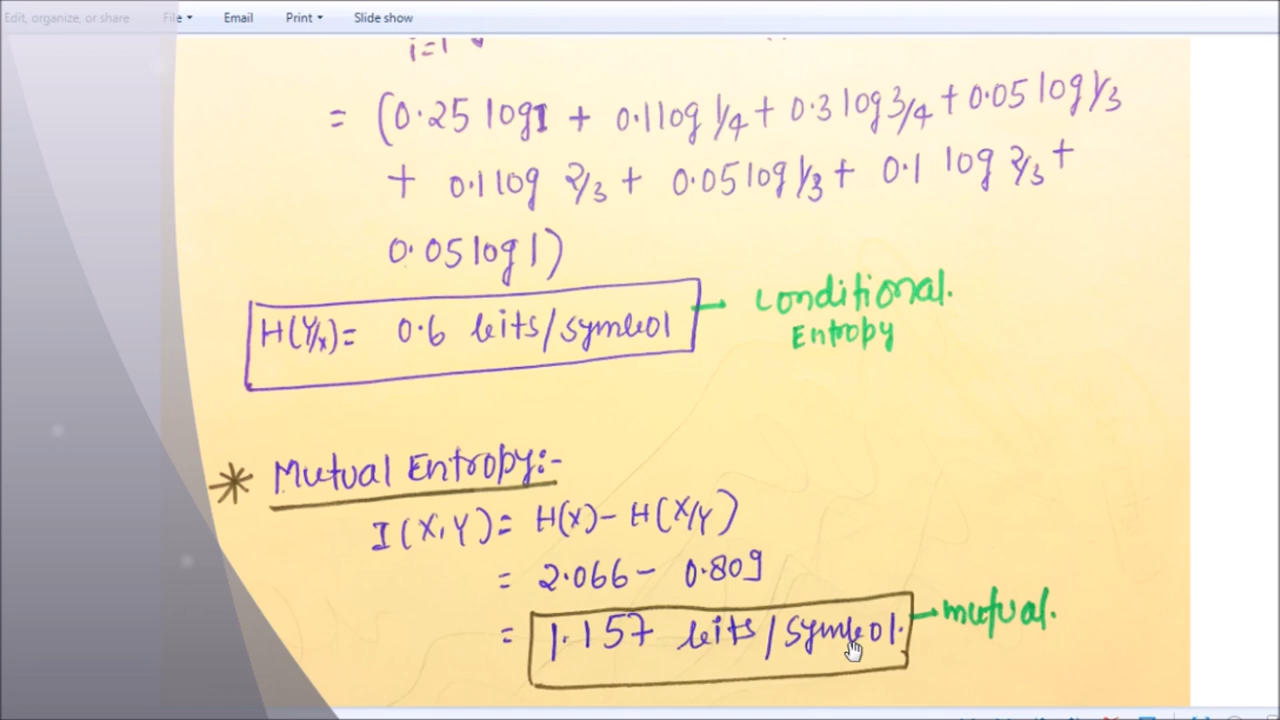 Edit, organize, or share File Email Print Slide show
i=1
= (0.25 log1 + 0.1 log 1/4 + 0.3 log 3/4 + 0.05 log 1/3
+ 0.1 log 2/3 + 0.05 log 1/3 + 0.1 log 2/3 +
0.05 log 1)
H(Y/x) = 0.6 bits/symbol
conditional.
Entropy
* Mutual Entropy:-
I(X,Y) = H(X) - H(X/Y)
= 2.066 - 0.809
= 1.157 bits/symbol.
mutual.